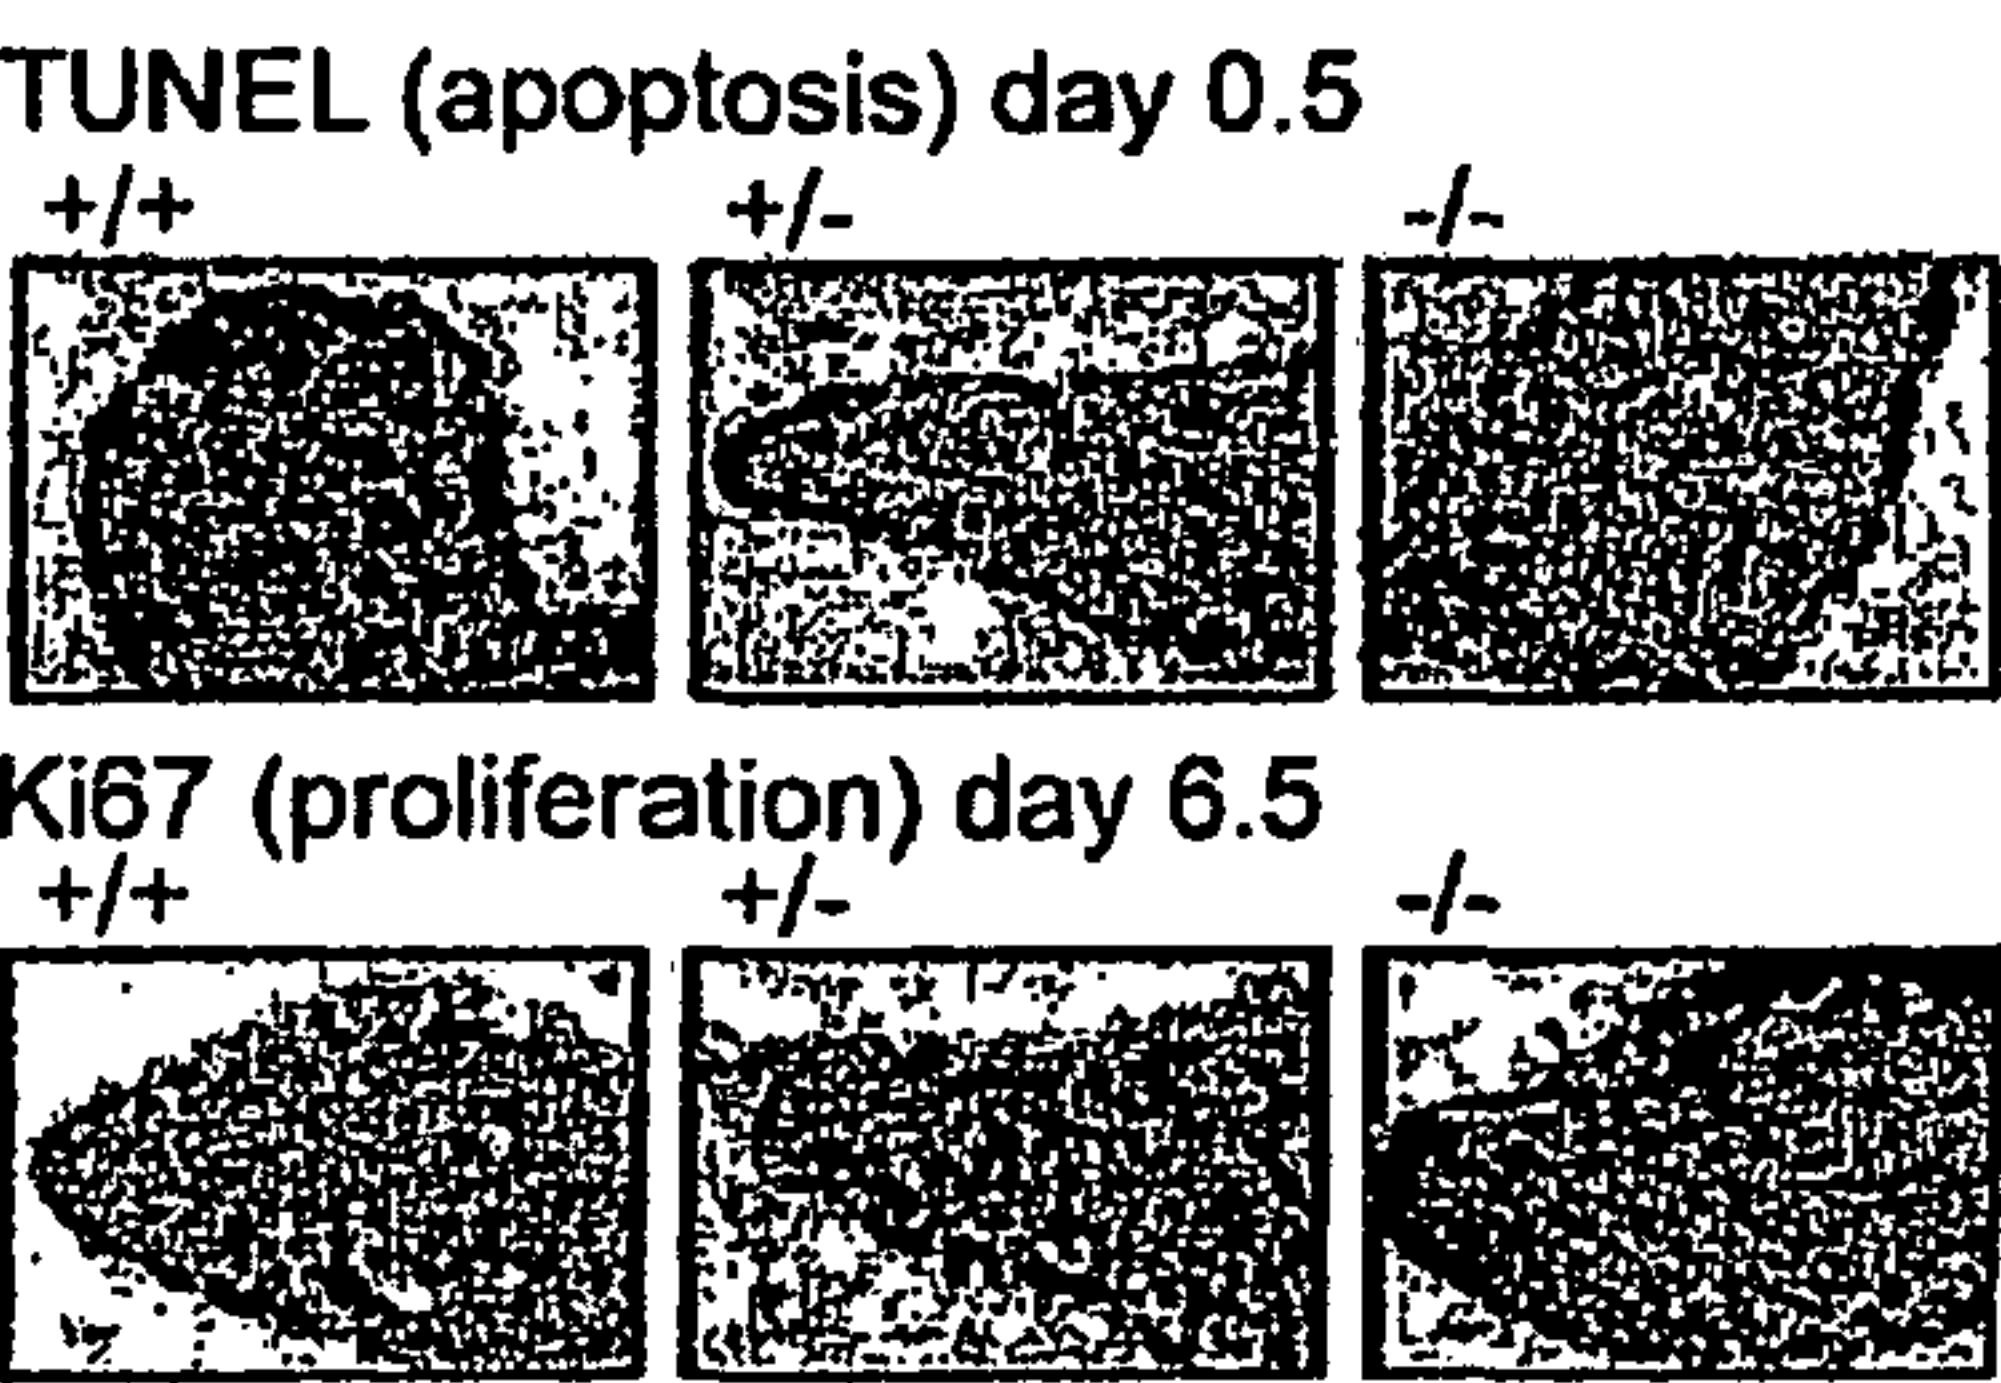 TUNEL (apoptosis) day 0.5
+/+ +/- -/-
Ki67 (proliferation) day 6.5
+/+ +/- -/-